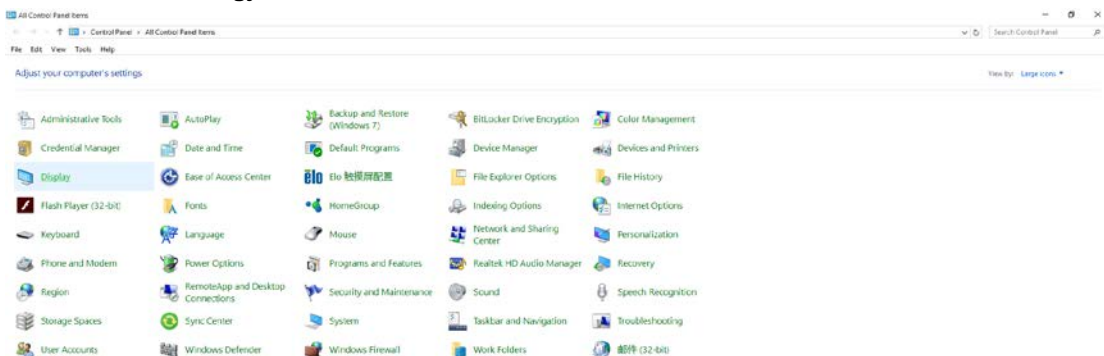 All Control Panel Items
Control Panel › All Control Panel Items
Search Control Panel
File Edit View Tools Help
Adjust your computer's settings
View by: Large icons
Administrative Tools
AutoPlay
Backup and Restore
(Windows 7)
BitLocker Drive Encryption
Color Management
Credential Manager
Date and Time
Default Programs
Device Manager
Devices and Printers
Display
Ease of Access Center
elo
Elo 触摸屏配置
File Explorer Options
File History
Flash Player (32-bit)
Fonts
HomeGroup
Indexing Options
Internet Options
Keyboard
Language
Mouse
Network and Sharing
Center
Personalization
Phone and Modem
Power Options
Programs and Features
Realtek HD Audio Manager
Recovery
Region
RemoteApp and Desktop
Connections
Security and Maintenance
Sound
Speech Recognition
Storage Spaces
Sync Center
System
Taskbar and Navigation
Troubleshooting
User Accounts
Windows Defender
Windows Firewall
Work Folders
邮件 (32-bit)